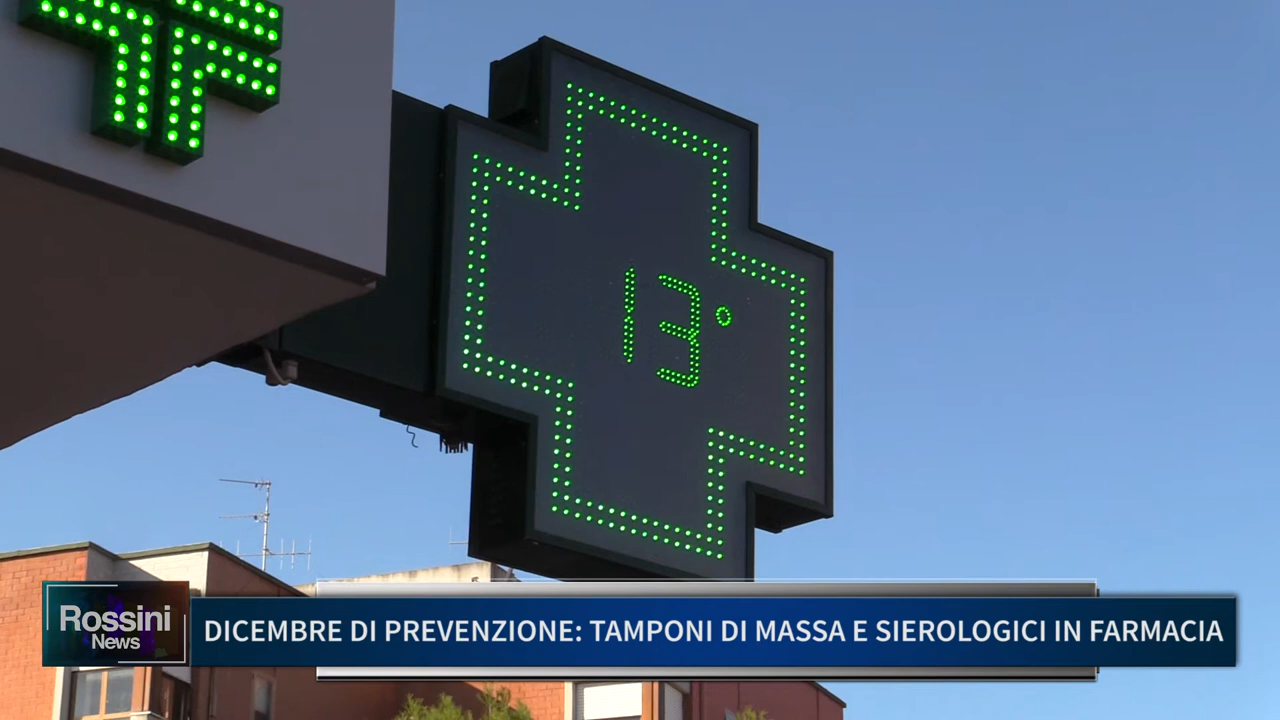 13°
Rossini
News
DICEMBRE DI PREVENZIONE: TAMPONI DI MASSA E SIEROLOGICI IN FARMACIA